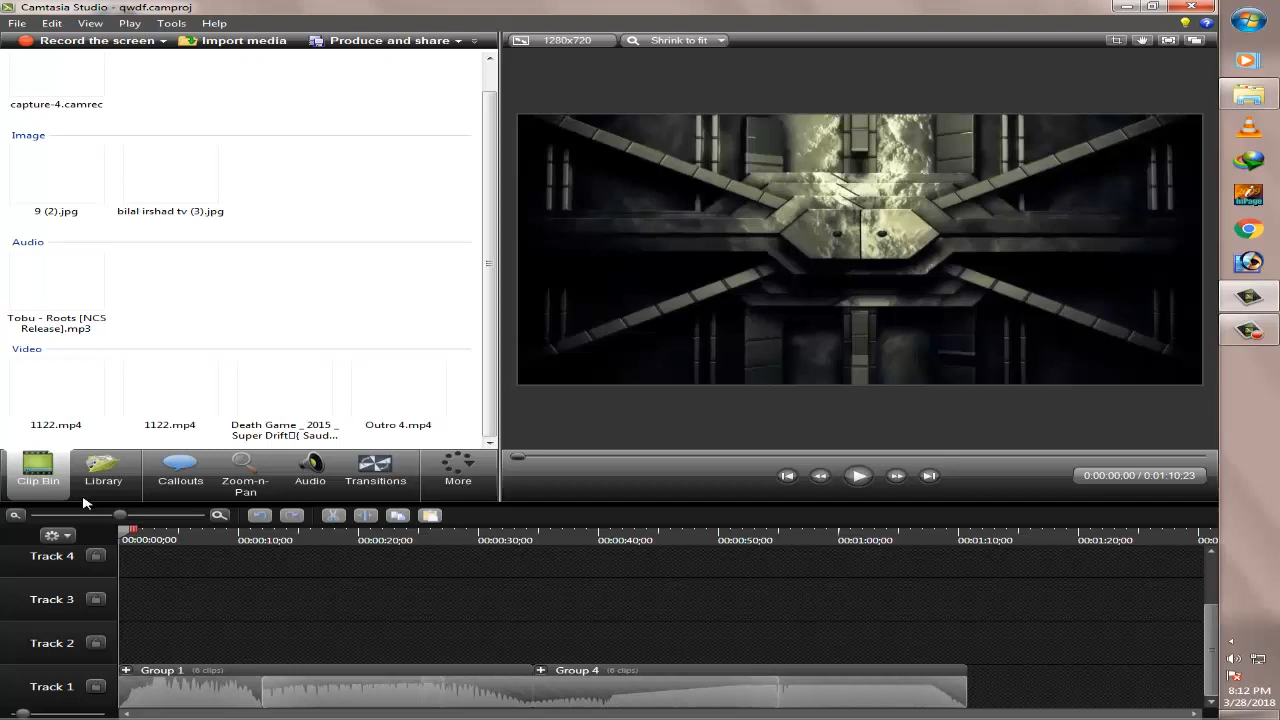 Camtasia Studio - qwdf.camproj
File Edit View Play Tools Help
Record the screen Import media Produce and share
1280x720 Shrink to fit
capture-4.camrec
Image
9 (2).jpg bilal irshad tv (3).jpg
Audio
Tobu - Roots [NCS
Release].mp3
Video
1122.mp4 1122.mp4 Death Game _ 2015 _
Super Drift▯( Saud... Outro 4.mp4
Clip Bin Library Callouts Zoom-n-
Pan Audio Transitions More
0:00:00;00 / 0:01:10;23
00:00:00;00 00:00:10;00 00:00:20;00 00:00:30;00 00:00:40;00 00:00:50;00 00:01:00;00 00:01:10;00 00:01:20;00 00:0
Track 4
Track 3
Track 2
Group 1 (6 clips) Group 4 (6 clips)
Track 1
inPage
8:12 PM
3/28/2018